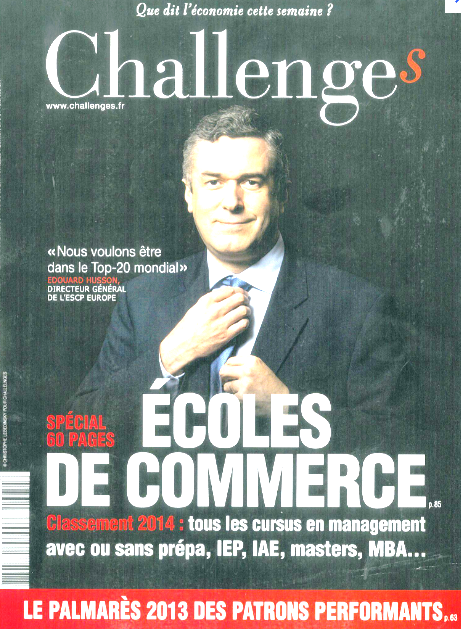 Que dit l'économie cette semaine ?
Challenges
www.challenges.fr
«Nous voulons être
dans le Top-20 mondial»
EDOUARD HUSSON,
DIRECTEUR GÉNÉRAL
DE L'ESCP EUROPE
SPÉCIAL
60 PAGES
ÉCOLES
DE COMMERCE
p.85
Classement 2014 : tous les cursus en management
avec ou sans prépa, IEP, IAE, masters, MBA...
LE PALMARÈS 2013 DES PATRONS PERFORMANTS p.63